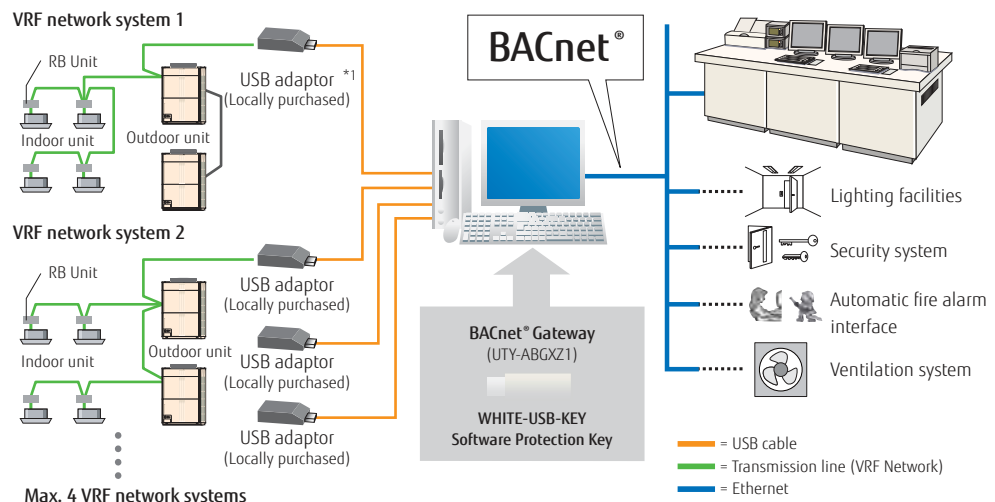 VRF network system 1
RB Unit
Indoor unit
Outdoor unit
USB adaptor *1
(Locally purchased)
BACnet®
VRF network system 2
RB Unit
Indoor unit
Outdoor unit
USB adaptor
(Locally purchased)
USB adaptor
(Locally purchased)
USB adaptor
(Locally purchased)
Max. 4 VRF network systems
BACnet® Gateway
(UTY-ABGXZ1)
WHITE-USB-KEY
Software Protection Key
Lighting facilities
Security system
Automatic fire alarm
interface
Ventilation system
= USB cable
= Transmission line (VRF Network)
= Ethernet